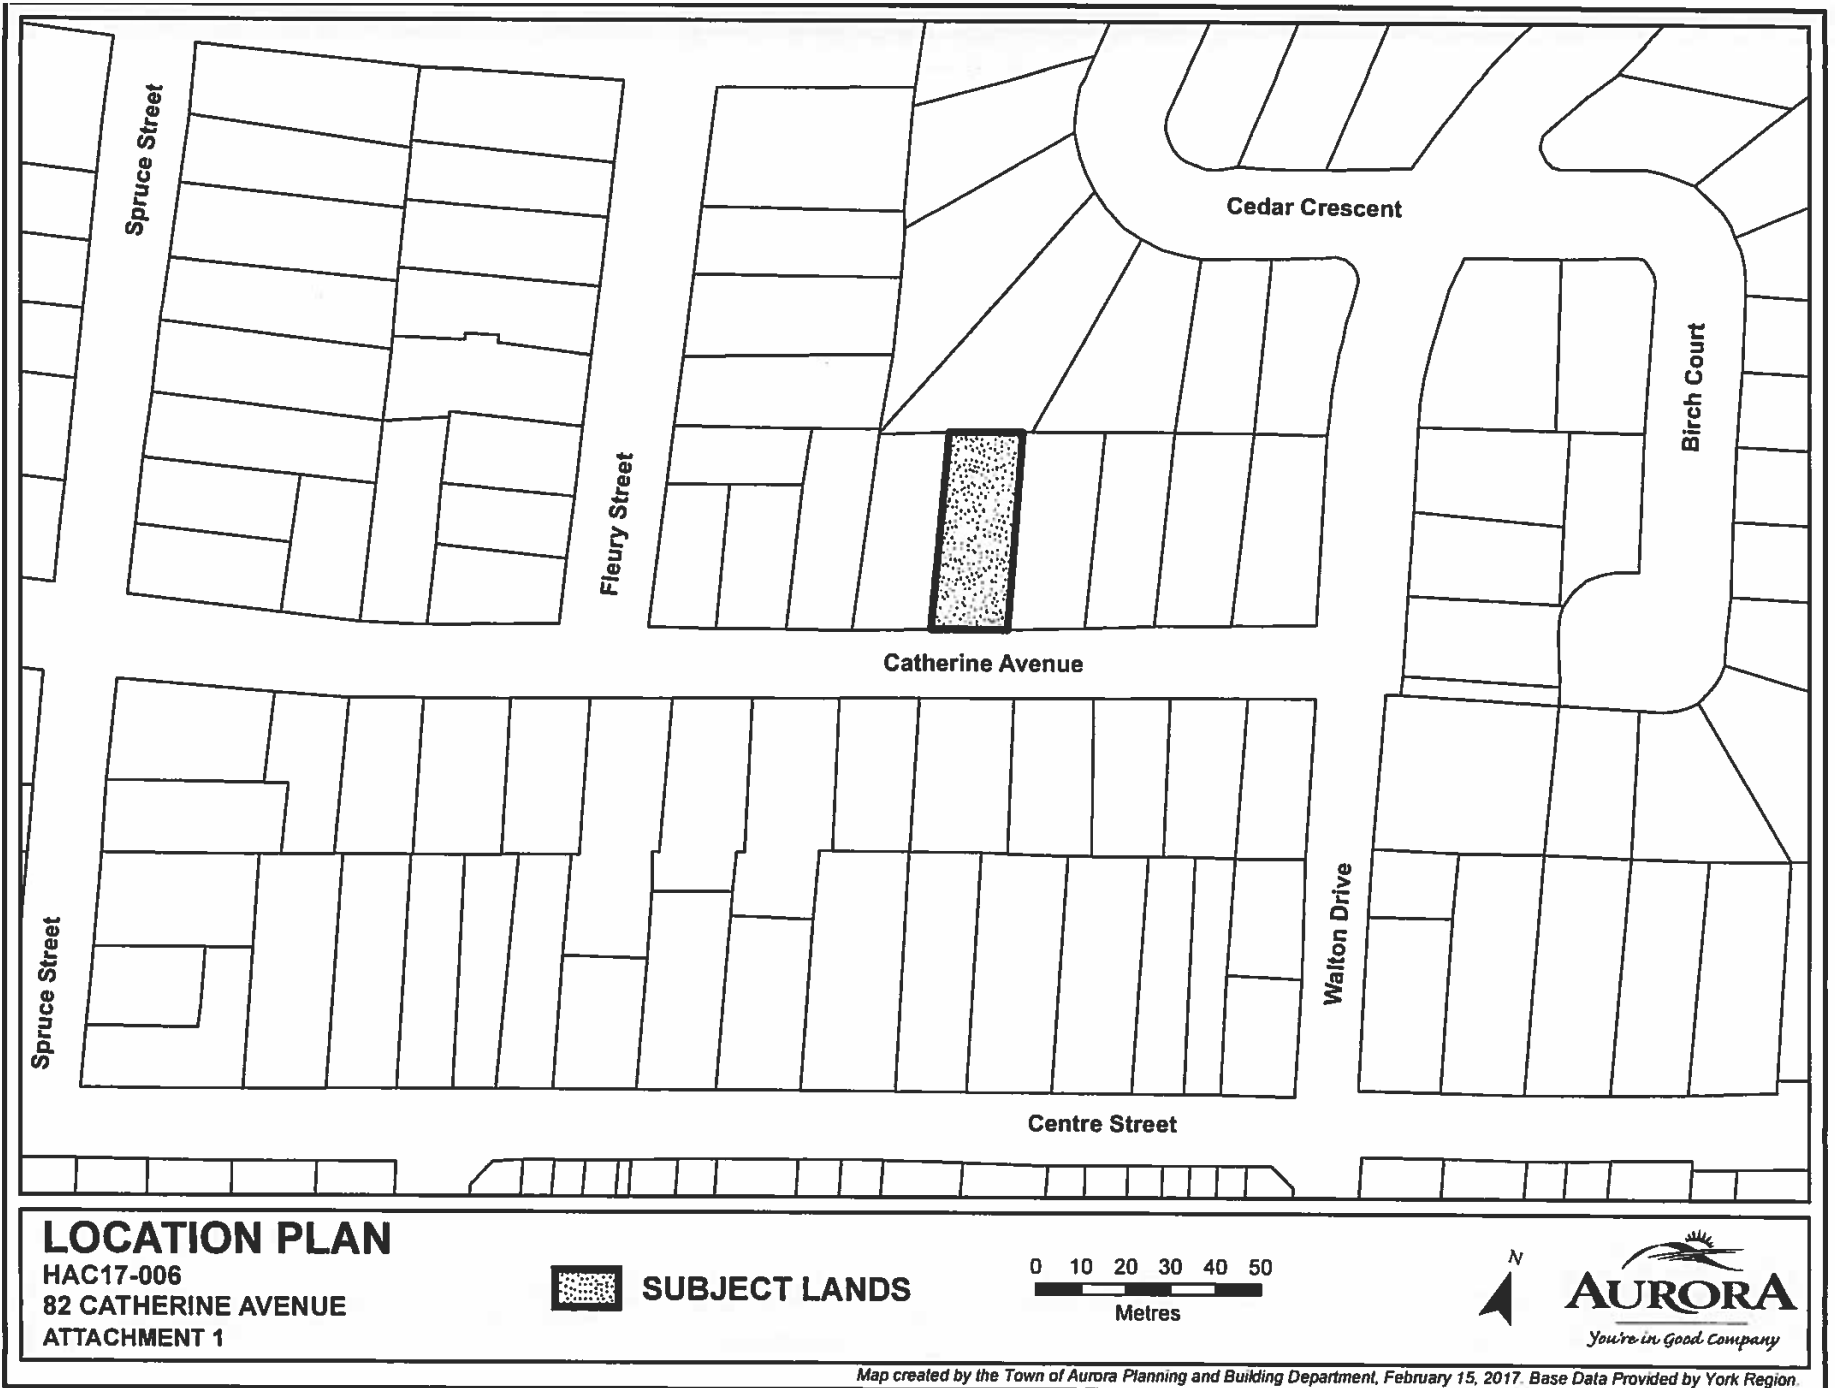 Spruce Street
Cedar Crescent
Birch Court
Fleury Street
Catherine Avenue
Walton Drive
Spruce Street
Centre Street
LOCATION PLAN
HAC17-006
82 CATHERINE AVENUE
ATTACHMENT 1
SUBJECT LANDS
0 10 20 30 40 50
Metres
N
AURORA
You're in Good Company
Map created by the Town of Aurora Planning and Building Department, February 15, 2017. Base Data Provided by York Region.